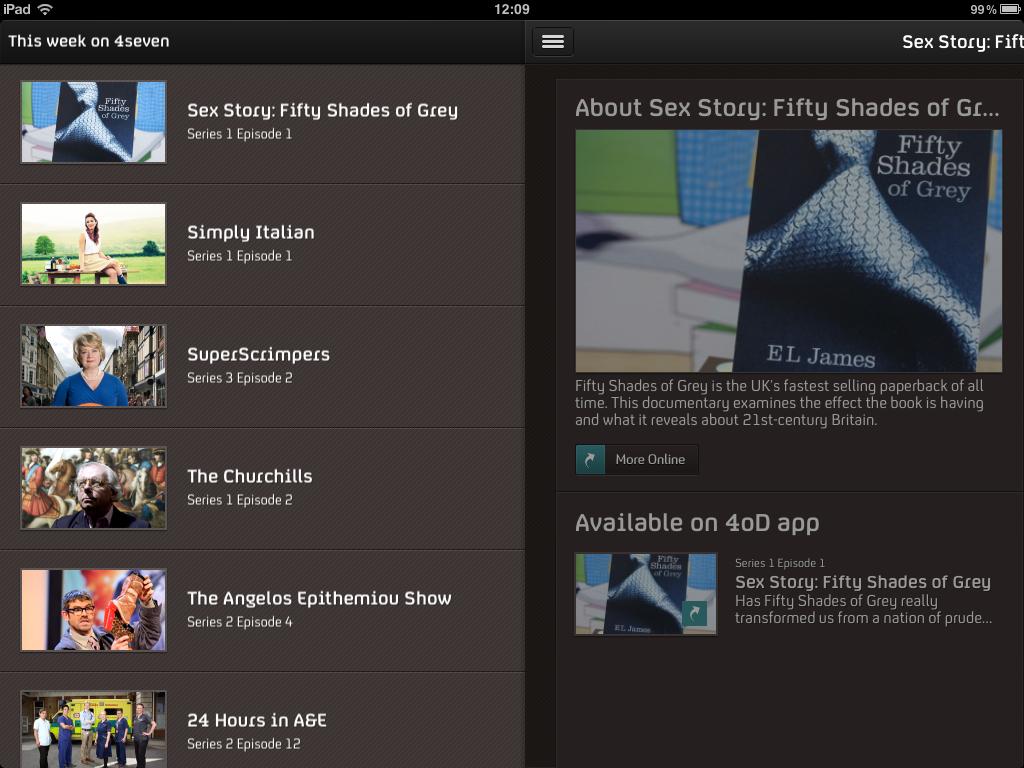 iPad
12:09
99%
This week on 4seven
Sex Story: Fifty Shades of Grey
Series 1 Episode 1
Fifty
Shades
of Grey
Simply Italian
Series 1 Episode 1
SuperScrimpers
Series 3 Episode 2
The Churchills
Series 1 Episode 2
The Angelos Epithemiou Show
Series 2 Episode 4
24 Hours in A&E
Series 2 Episode 12
Sex Story: Fift
About Sex Story: Fifty Shades of Gr...
Fifty
Shades
of Grey
EL James
Fifty Shades of Grey is the UK's fastest selling paperback of all
time. This documentary examines the effect the book is having
and what it reveals about 21st-century Britain.
More Online
Available on 4oD app
Fifty
Shades
of Grey
EL James
Series 1 Episode 1
Sex Story: Fifty Shades of Grey
Has Fifty Shades of Grey really
transformed us from a nation of prude...